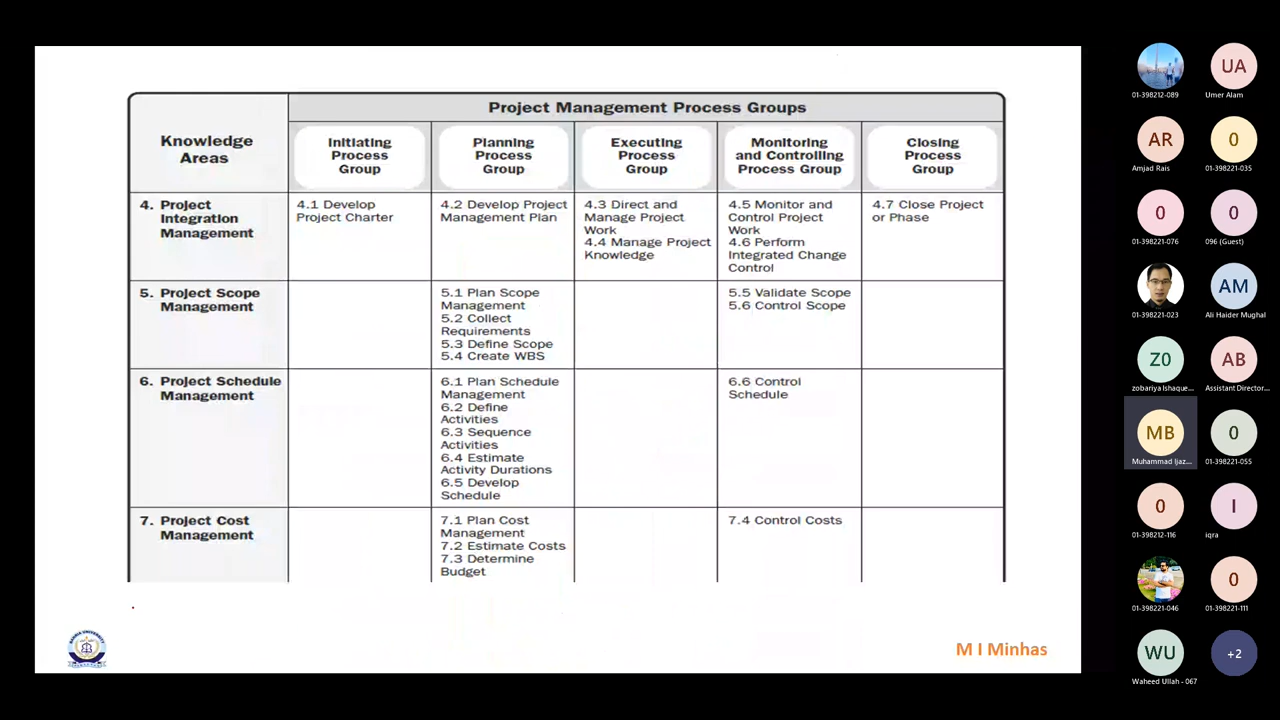 Project Management Process Groups
Knowledge
Areas
Initiating
Process
Group
Planning
Process
Group
Executing
Process
Group
Monitoring
and Controlling
Process Group
Closing
Process
Group
4. Project
Integration
Management
4.1 Develop
Project Charter
4.2 Develop Project
Management Plan
4.3 Direct and
Manage Project
Work
4.4 Manage Project
Knowledge
4.5 Monitor and
Control Project
Work
4.6 Perform
Integrated Change
Control
4.7 Close Project
or Phase
5. Project Scope
Management
5.1 Plan Scope
Management
5.2 Collect
Requirements
5.3 Define Scope
5.4 Create WBS
5.5 Validate Scope
5.6 Control Scope
6. Project Schedule
Management
6.1 Plan Schedule
Management
6.2 Define
Activities
6.3 Sequence
Activities
6.4 Estimate
Activity Durations
6.5 Develop
Schedule
6.6 Control
Schedule
7. Project Cost
Management
7.1 Plan Cost
Management
7.2 Estimate Costs
7.3 Determine
Budget
7.4 Control Costs
M I Minhas
01-398212-089
UA
Umer Alam
AR
Amjad Rais
0
01-398221-035
0
01-398221-076
0
096 (Guest)
01-398221-023
AM
Ali Haider Mughal
Z0
zobariya Ishaque...
AB
Assistant Director...
MB
Muhammad Ijaz...
0
01-398221-055
0
01-398212-116
I
iqra
01-398221-046
0
01-398221-111
WU
Waheed Ullah - 067
+2